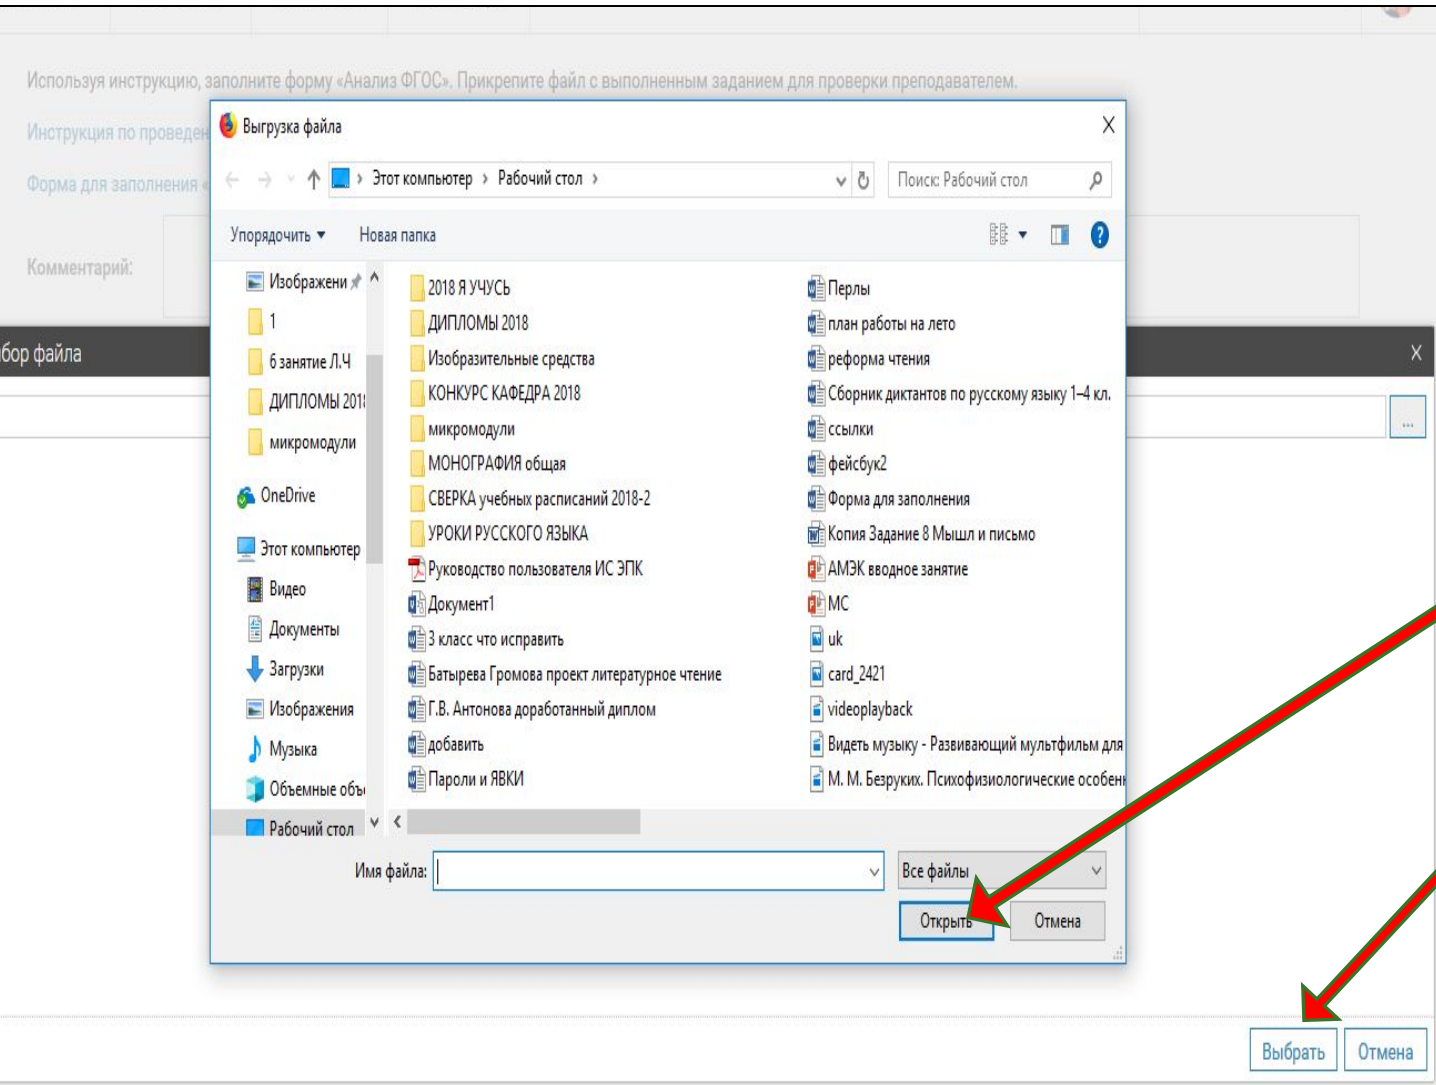 Используя инструкцию, заполните форму «Анализ ФГОС». Прикрепите файл с выполненным заданием для проверки преподавателем.
Инструкция по проведен
Форма для заполнения «
Комментарий:
бор файла
X
...
Выгрузка файла
X
Этот компьютер › Рабочий стол ›
Поиск: Рабочий стол
Упорядочить
Новая папка
?
Изображени
1
6 занятие Л.Ч
ДИПЛОМЫ 2018
микромодули
OneDrive
Этот компьютер
Видео
Документы
Загрузки
Изображения
Музыка
Объемные объе
Рабочий стол
2018 Я УЧУСЬ
ДИПЛОМЫ 2018
Изобразительные средства
КОНКУРС КАФЕДРА 2018
микромодули
МОНОГРАФИЯ общая
СВЕРКА учебных расписаний 2018-2
УРОКИ РУССКОГО ЯЗЫКА
Руководство пользователя ИС ЭПК
Документ1
3 класс что исправить
Батырева Громова проект литературное чтение
Г.В. Антонова доработанный диплом
добавить
Пароли и ЯВКИ
Перлы
план работы на лето
реформа чтения
Сборник диктантов по русскому языку 1–4 кл.
ссылки
фейсбук2
Форма для заполнения
Копия Задание 8 Мышл и письмо
АМЭК вводное занятие
МС
uk
card_2421
videoplayback
Видеть музыку - Развивающий мультфильм для
М. М. Безруких. Психофизиологические особен
Имя файла:
Все файлы
Открыть
Отмена
Выбрать
Отмена